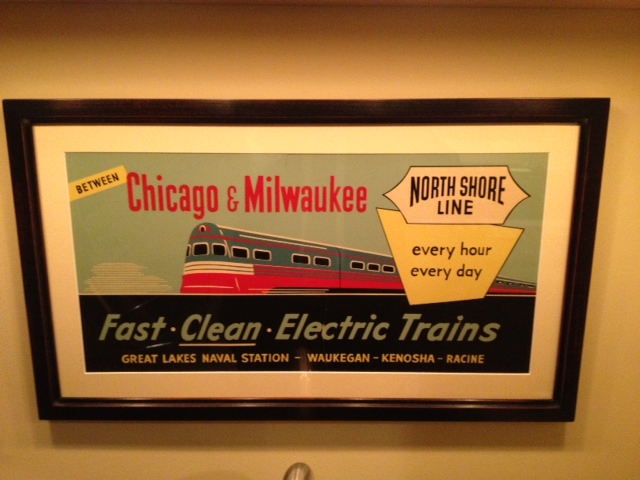 BETWEEN
Chicago & Milwaukee
NORTH SHORE
LINE
every hour
every day
Fast · Clean · Electric Trains
GREAT LAKES NAVAL STATION - WAUKEGAN - KENOSHA - RACINE